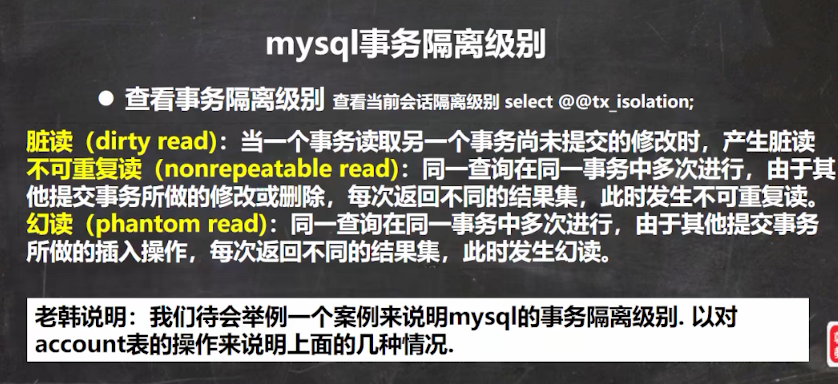 mysql事务隔离级别
● 查看事务隔离级别 查看当前会话隔离级别 select @@tx_isolation;
脏读（dirty read）：当一个事务读取另一个事务尚未提交的修改时，产生脏读
不可重复读（nonrepeatable read)：同一查询在同一事务中多次进行，由于其
他提交事务所做的修改或删除，每次返回不同的结果集，此时发生不可重复读。
幻读（phantom read)：同一查询在同一事务中多次进行，由于其他提交事务
所做的插入操作，每次返回不同的结果集，此时发生幻读。
老韩说明：我们待会举例一个案例来说明mysql的事务隔离级别. 以对
account表的操作来说明上面的几种情况.